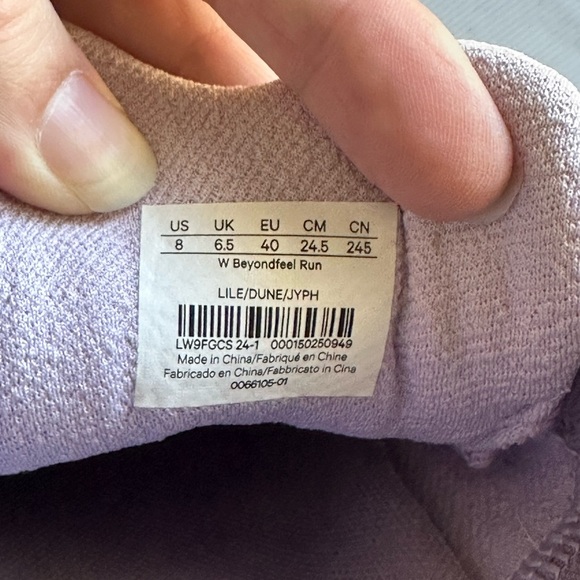 US UK EU CM CN
8 6.5 40 24.5 245
W Beyondfeel Run
LILE/DUNE/JYPH
LW9FGCS 24-1 000150250949
Made in China/Fabriqué en Chine
Fabricado en China/Fabbricato in Cina
0066105-01